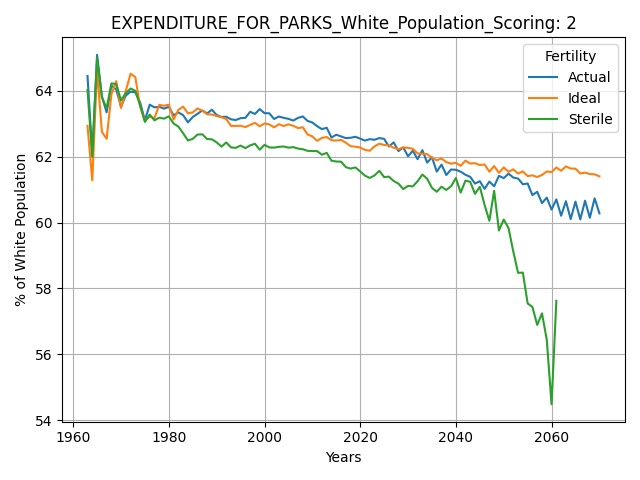 EXPENDITURE_FOR_PARKS_White_Population_Scoring: 2
Fertility
Actual
Ideal
Sterile
% of White Population
64
62
60
58
56
54
1960
1980
2000
2020
2040
2060
Years